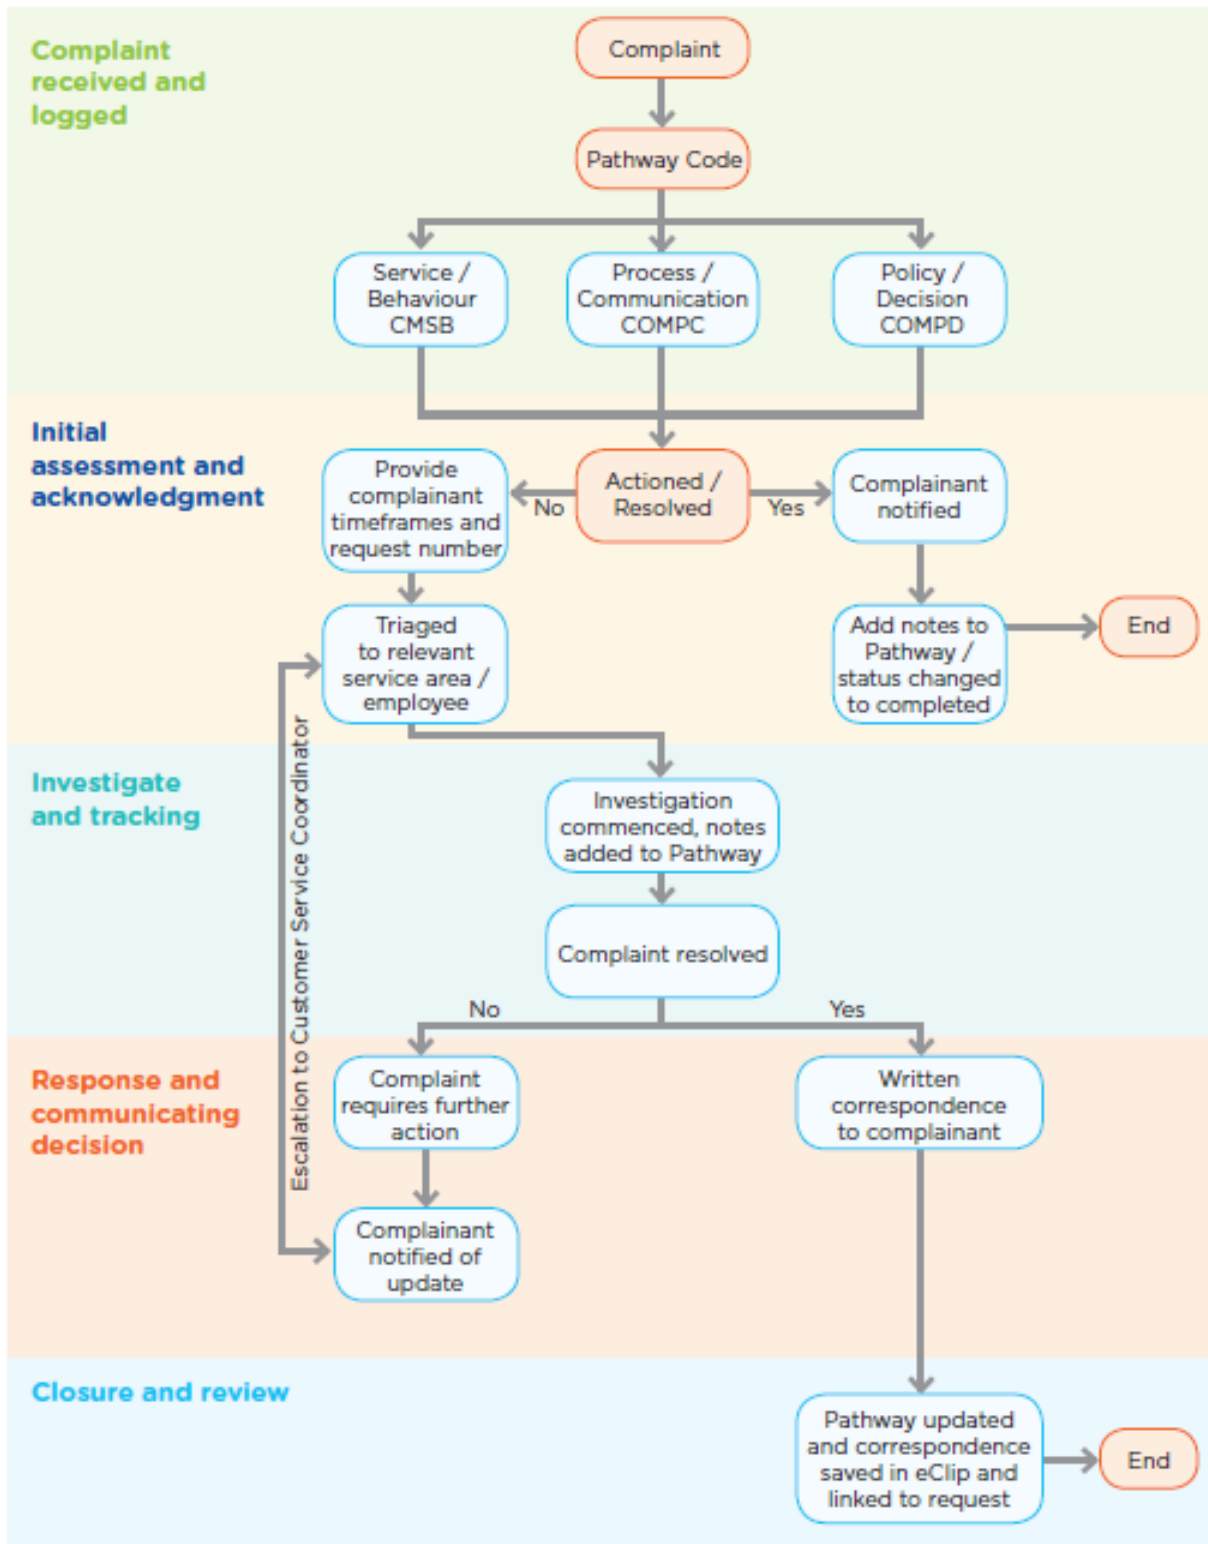 Complaint
received and
logged
Complaint
Pathway Code
Service /
Behaviour
CMSB
Process /
Communication
COMPC
Policy /
Decision
COMPD
Initial
assessment and
acknowledgment
Provide
complainant
timeframes and
request number
No
Actioned /
Resolved
Yes
Complainant
notified
Triaged
to relevant
service area /
employee
Add notes to
Pathway /
status changed
to completed
End
Escalation to Customer Service Coordinator
Investigate
and tracking
Investigation
commenced, notes
added to Pathway
Complaint resolved
No
Yes
Response and
communicating
decision
Complaint
requires further
action
Written
correspondence
to complainant
Complainant
notified of
update
Closure and review
Pathway updated
and correspondence
saved in eClip and
linked to request
End